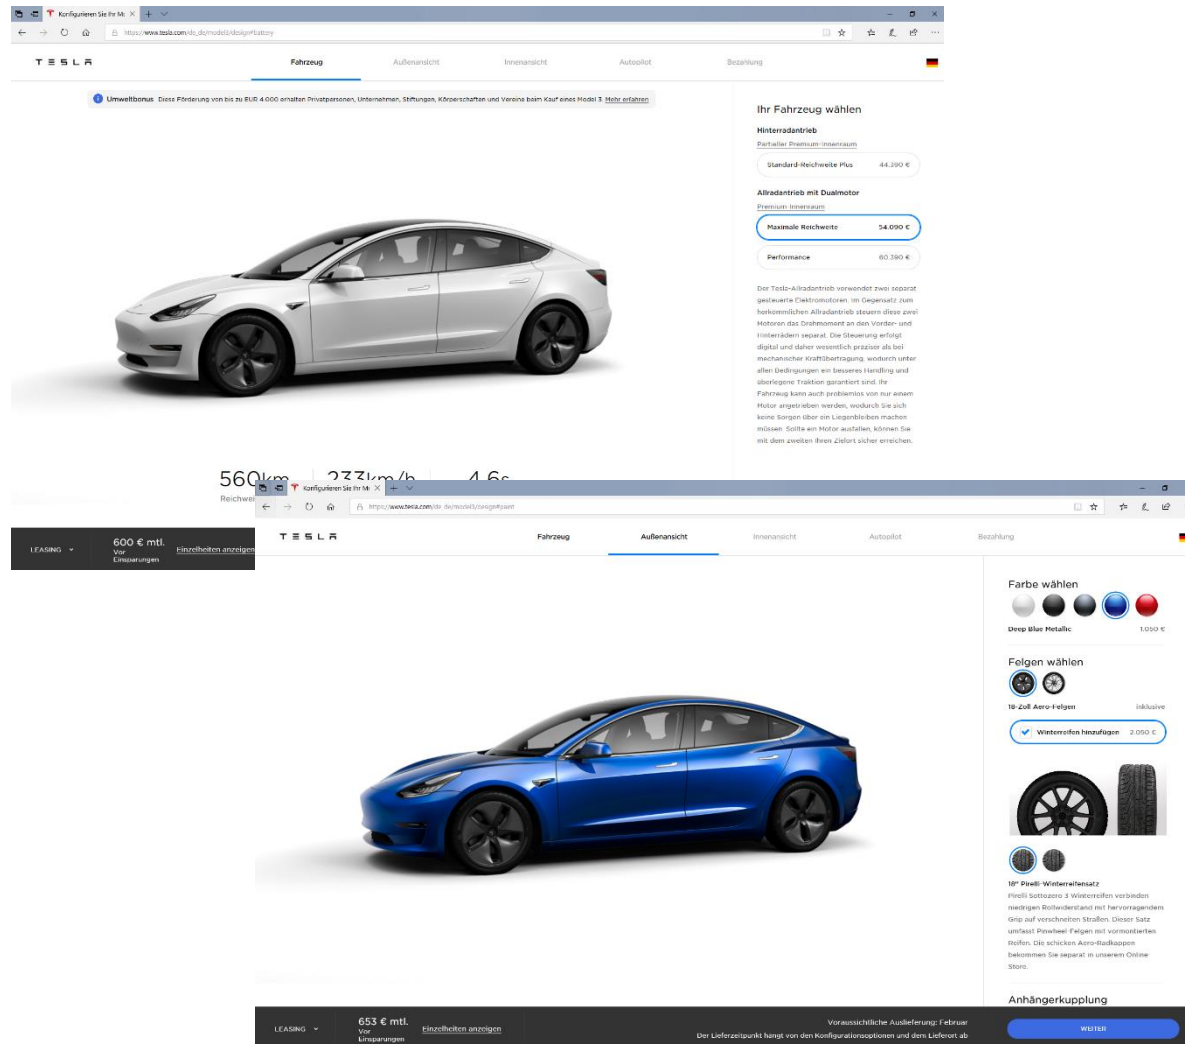 Konfigurieren Sie Ihr Mo
https://www.tesla.com/de_de/model3/design#battery
TESLA
Fahrzeug
Außenansicht
Innenansicht
Autopilot
Bezahlung
Umweltbonus Diese Förderung von bis zu EUR 4.000 erhalten Privatpersonen, Unternehmen, Stiftungen, Körperschaften und Vereine beim Kauf eines Model 3. Mehr erfahren
Ihr Fahrzeug wählen
Hinterradantrieb
Partieller Premium-Innenraum
Standard-Reichweite Plus 44.390 €
Allradantrieb mit Dualmotor
Premium-Innenraum
Maximale Reichweite 54.090 €
Performance 60.390 €
Der Tesla-Allradantrieb verwendet zwei separat
gesteuerte Elektromotoren. Im Gegensatz zum
herkömmlichen Allradantrieb steuern diese zwei
Motoren das Drehmoment an den Vorder- und
Hinterrädern separat. Die Steuerung erfolgt
digital und daher wesentlich präziser als bei
mechanischer Kraftübertragung, wodurch unter
allen Bedingungen ein besseres Handling und
überlegene Traktion garantiert sind. Ihr
Fahrzeug kann auch problemlos von nur einem
Motor angetrieben werden, wodurch Sie sich
keine Sorgen über ein Liegenbleiben machen
müssen. Sollte ein Motor ausfallen, können Sie
mit dem zweiten Ihren Zielort sicher erreichen.
560km 233km/h 4,6s
Reichwei
LEASING
600 € mtl.
Vor
Einsparungen
Einzelheiten anzeigen
Konfigurieren Sie Ihr Mo
https://www.tesla.com/de_de/model3/design#paint
TESLA
Fahrzeug
Außenansicht
Innenansicht
Autopilot
Bezahlung
Farbe wählen
Deep Blue Metallic 1.050 €
Felgen wählen
18-Zoll Aero-Felgen inklusive
Winterreifen hinzufügen 2.050 €
18" Pirelli-Winterreifensatz
Pirelli Sottozero 3 Winterreifen verbinden
niedrigen Rollwiderstand mit hervorragendem
Grip auf verschneiten Straßen. Dieser Satz
umfasst Pinwheel-Felgen mit vormontierten
Reifen. Die schicken Aero-Radkappen
bekommen Sie separat in unserem Online
Store.
Anhängerkupplung
LEASING
653 € mtl.
Vor
Einsparungen
Einzelheiten anzeigen
Voraussichtliche Auslieferung: Februar
Der Lieferzeitpunkt hängt von den Konfigurationsoptionen und dem Lieferort ab
WEITER